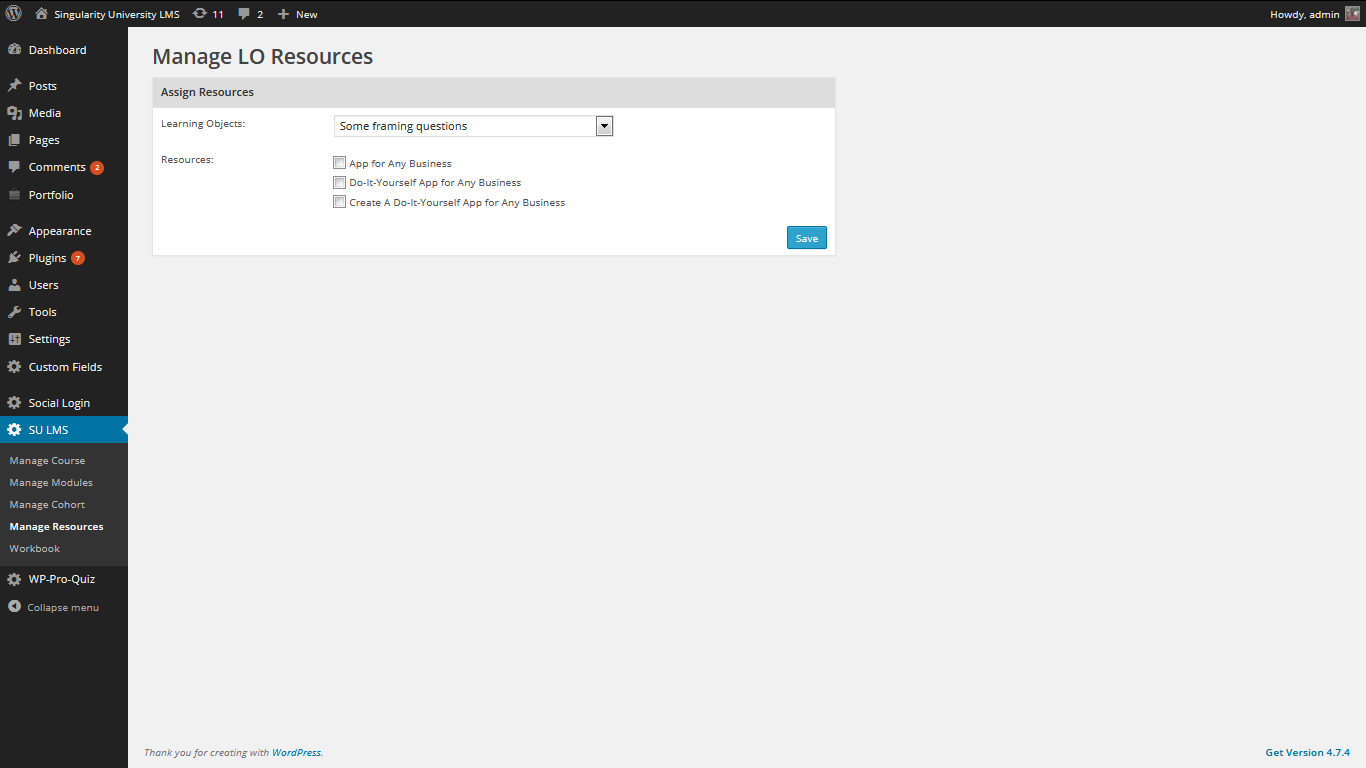 Singularity University LMS 11 2 New Howdy, admin
Dashboard
Posts
Media
Pages
Comments 2
Portfolio
Appearance
Plugins 7
Users
Tools
Settings
Custom Fields
Social Login
SU LMS
Manage Course
Manage Modules
Manage Cohort
Manage Resources
Workbook
WP-Pro-Quiz
Collapse menu
Manage LO Resources
Assign Resources
Learning Objects: Some framing questions
Resources: App for Any Business
Do-It-Yourself App for Any Business
Create A Do-It-Yourself App for Any Business
Save
Thank you for creating with WordPress. Get Version 4.7.4